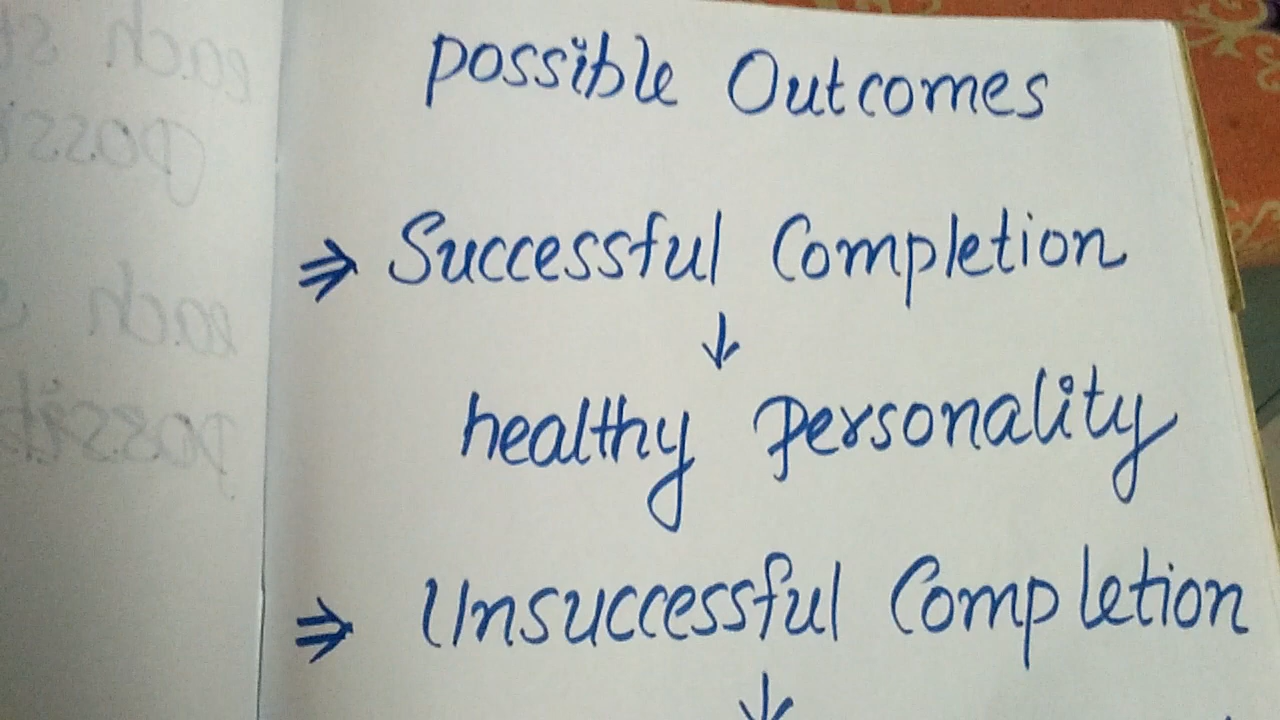 possible Outcomes
⇒ Successful Completion
↓
healthy personality
⇒ Unsuccessful Completion
↓